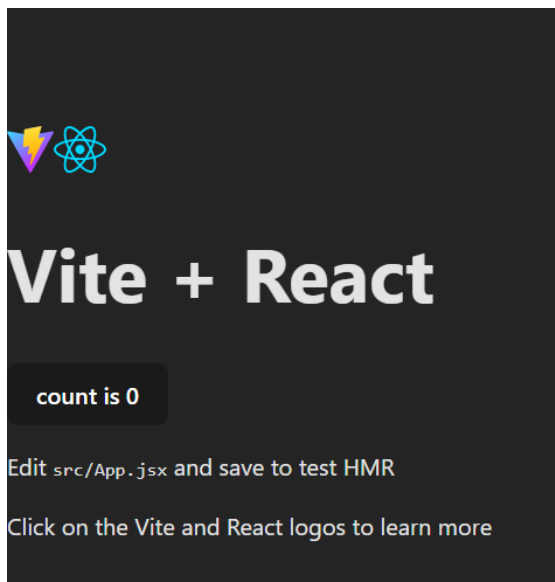 Vite + React
count is 0
Edit src/App.jsx and save to test HMR
Click on the Vite and React logos to learn more